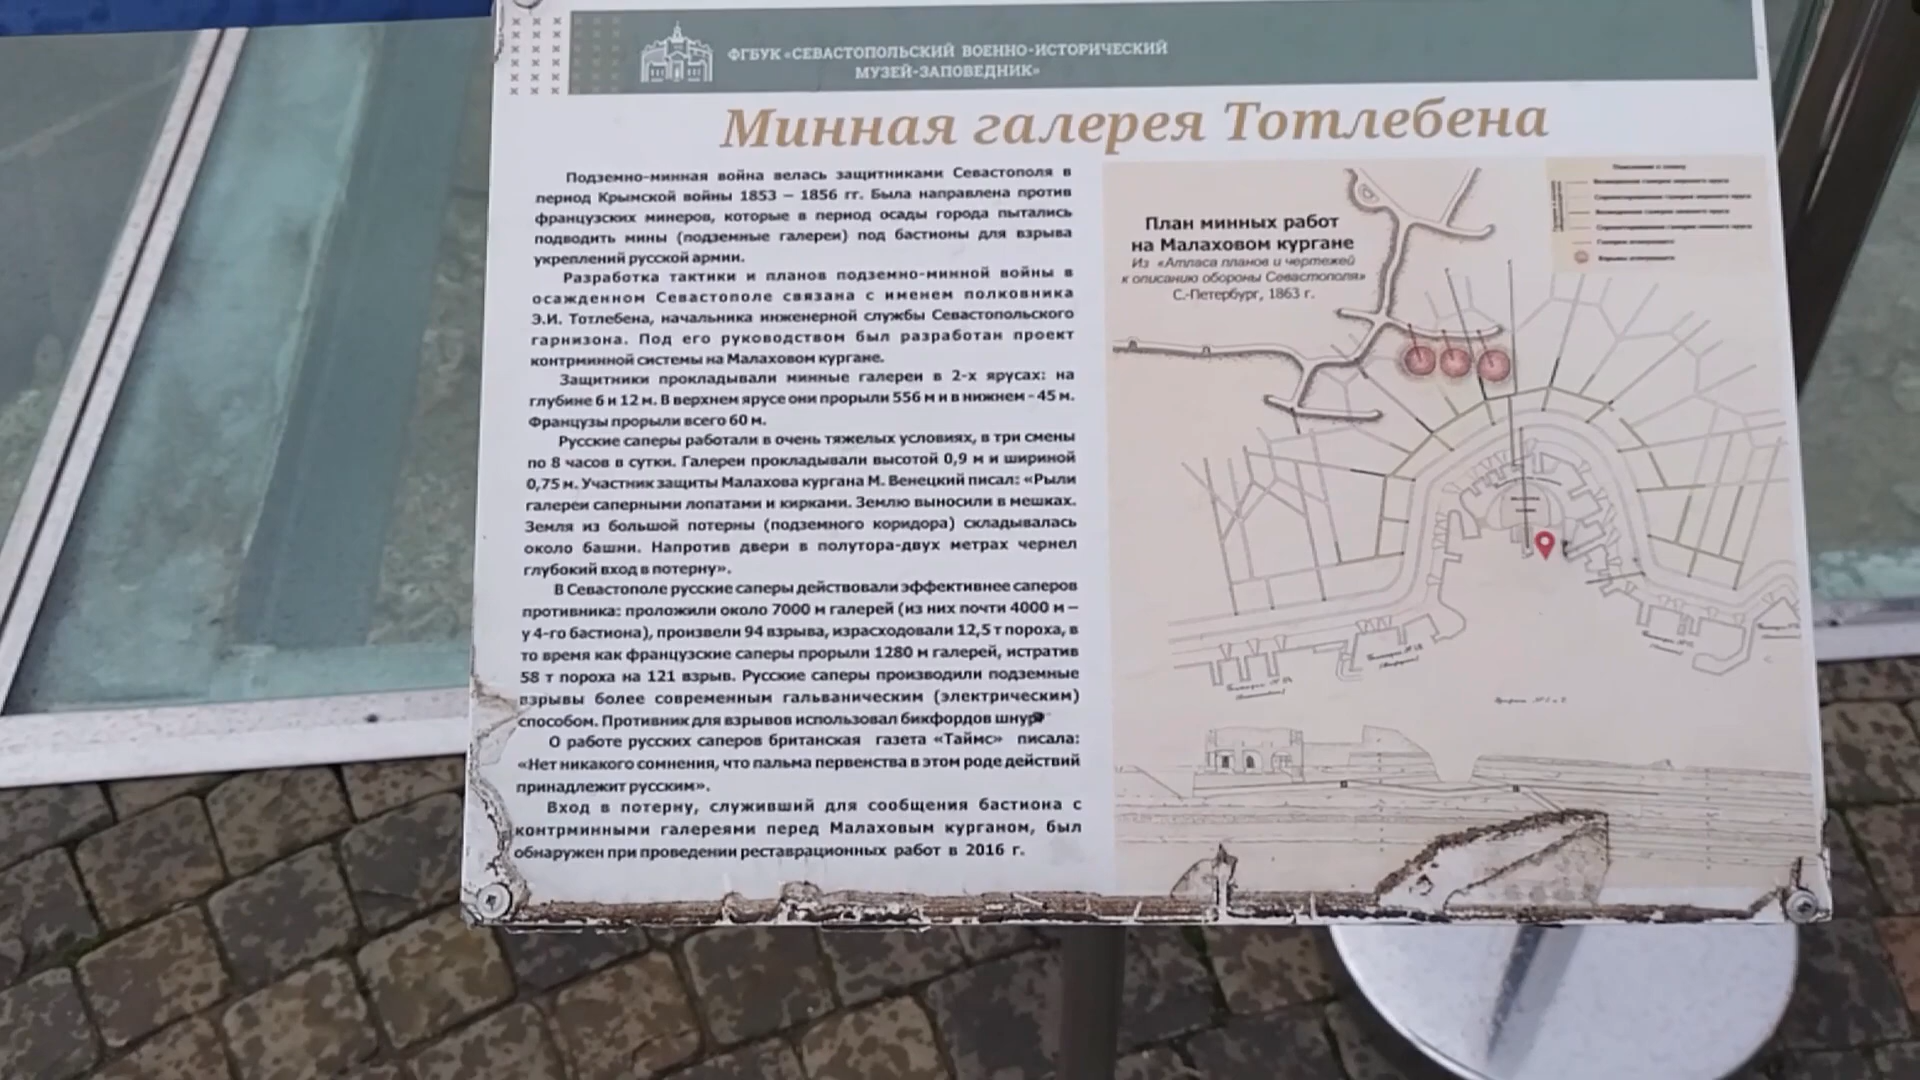 ФГБУК «СЕВАСТОПОЛЬСКИЙ ВОЕННО-ИСТОРИЧЕСКИЙ
МУЗЕЙ-ЗАПОВЕДНИК»
Минная галерея Тотлебена
Подземно-минная война велась защитниками Севастополя в
период Крымской войны 1853 – 1856 гг. Была направлена против
французских минеров, которые в период осады города пытались
подводить мины (подземные галереи) под бастионы для взрыва
укреплений русской армии.
Разработка тактики и планов подземно-минной войны в
осажденном Севастополе связана с именем полковника
Э.И. Тотлебена, начальника инженерной службы Севастопольского
гарнизона. Под его руководством был разработан проект
контрминной системы на Малаховом кургане.
Защитники прокладывали минные галереи в 2-х ярусах: на
глубине 6 и 12 м. В верхнем ярусе они прорыли 556 м и в нижнем - 45 м.
Французы прорыли всего 60 м.
Русские саперы работали в очень тяжелых условиях, в три смены
по 8 часов в сутки. Галереи прокладывали высотой 0,9 м и шириной
0,75 м. Участник защиты Малахова кургана М. Венецкий писал: «Рыли
галереи саперными лопатами и кирками. Землю выносили в мешках.
Земля из большой потерны (подземного коридора) складывалась
около башни. Напротив двери в полутора-двух метрах чернел
глубокий вход в потерну».
В Севастополе русские саперы действовали эффективнее саперов
противника: проложили около 7000 м галерей (из них почти 4000 м –
у 4-го бастиона), произвели 94 взрыва, израсходовали 12,5 т пороха, в
то время как французские саперы прорыли 1280 м галерей, истратив
58 т пороха на 121 взрыв. Русские саперы производили подземные
взрывы более современным гальваническим (электрическим)
способом. Противник для взрывов использовал бикфордов шнур
О работе русских саперов британская газета «Таймс» писала:
«Нет никакого сомнения, что пальма первенства в этом роде действий
принадлежит русским».
Вход в потерну, служивший для сообщения бастиона с
контрминными галереями перед Малаховым курганом, был
обнаружен при проведении реставрационных работ в 2016 г.
План минных работ
на Малаховом кургане
Из «Атласа планов и чертежей
к описанию обороны Севастополя»
С.-Петербург, 1863 г.